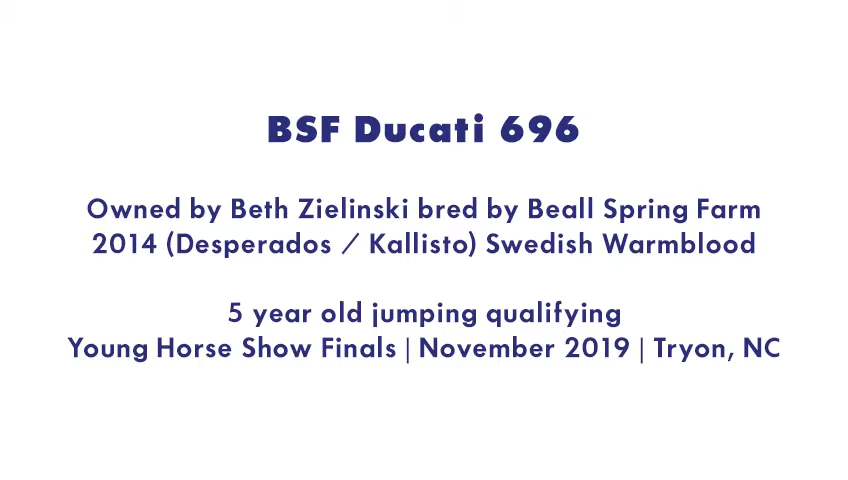 BSF Ducati 696
Owned by Beth Zielinski bred by Beall Spring Farm
2014 (Desperados / Kallisto) Swedish Warmblood
5 year old jumping qualifying
Young Horse Show Finals | November 2019 | Tryon, NC